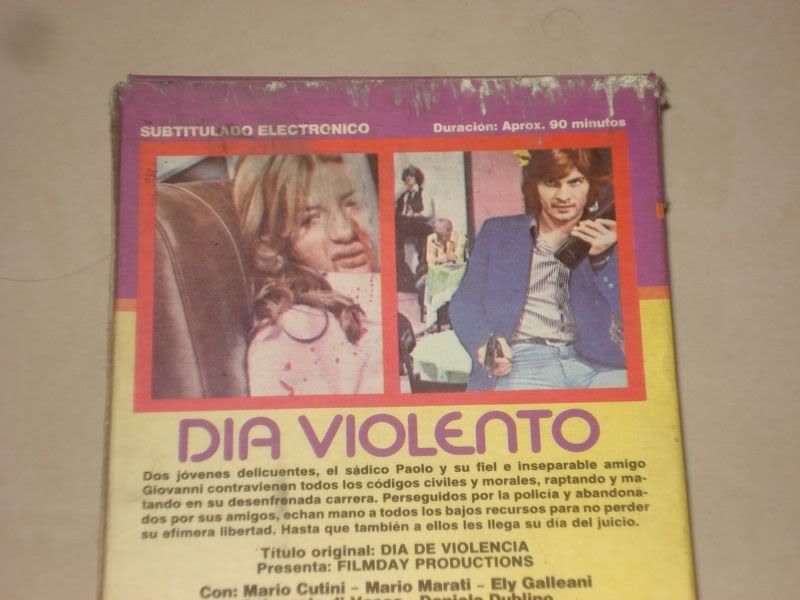 SUBTITULADO ELECTRONICO
Duración: Aprox. 90 minutos
DIA VIOLENTO
Dos jóvenes delicuentes, el sádico Paolo y su fiel e inseparable amigo
Giovanni contravienen todos los códigos civiles y morales, raptando y ma-
tando en su desenfrenada carrera. Perseguidos por la policía y abandona-
dos por sus amigos, echan mano a todos los bajos recursos para no perder
su efímera libertad. Hasta que también a ellos les llega su día del juicio.
Título original: DIA DE VIOLENCIA
Presenta: FILMDAY PRODUCTIONS
Con: Mario Cutini - Mario Marati - Ely Galleani